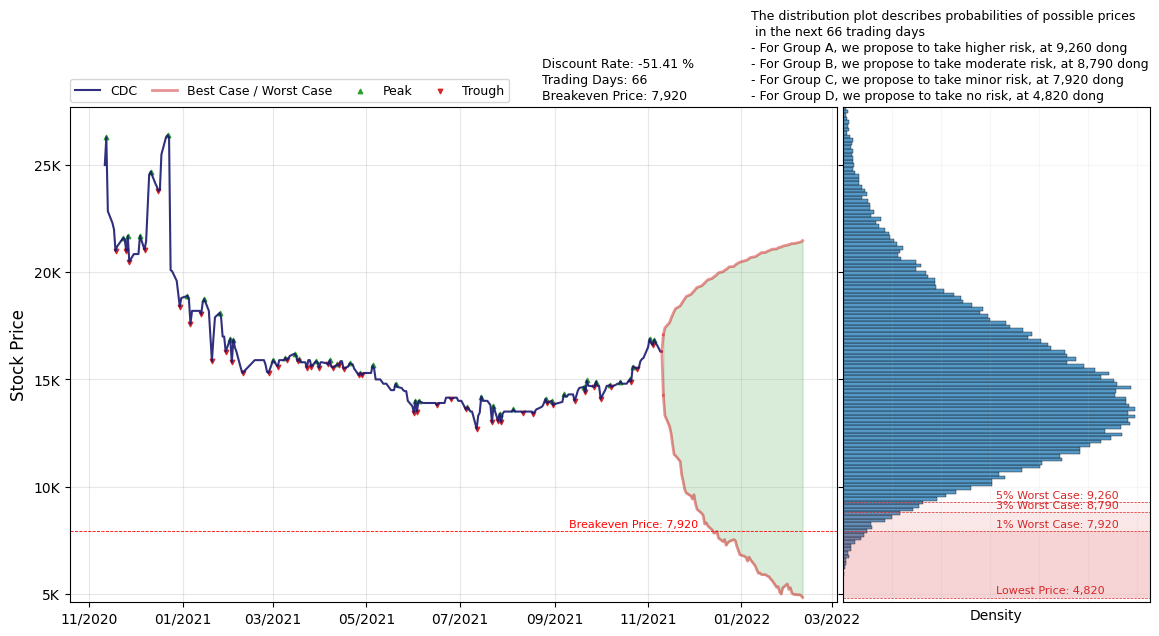 The distribution plot describes probabilities of possible prices
in the next 66 trading days
- For Group A, we propose to take higher risk, at 9,260 dong
- For Group B, we propose to take moderate risk, at 8,790 dong
- For Group C, we propose to take minor risk, at 7,920 dong
- For Group D, we propose to take no risk, at 4,820 dong
Discount Rate: -51.41 %
Trading Days: 66
Breakeven Price: 7,920
CDC
Best Case / Worst Case
Peak
Trough
Stock Price
25K
20K
15K
10K
5K
Breakeven Price: 7,920
5% Worst Case: 9,260
3% Worst Case: 8,790
1% Worst Case: 7,920
Lowest Price: 4,820
11/2020
01/2021
03/2021
05/2021
07/2021
09/2021
11/2021
01/2022
03/2022
Density